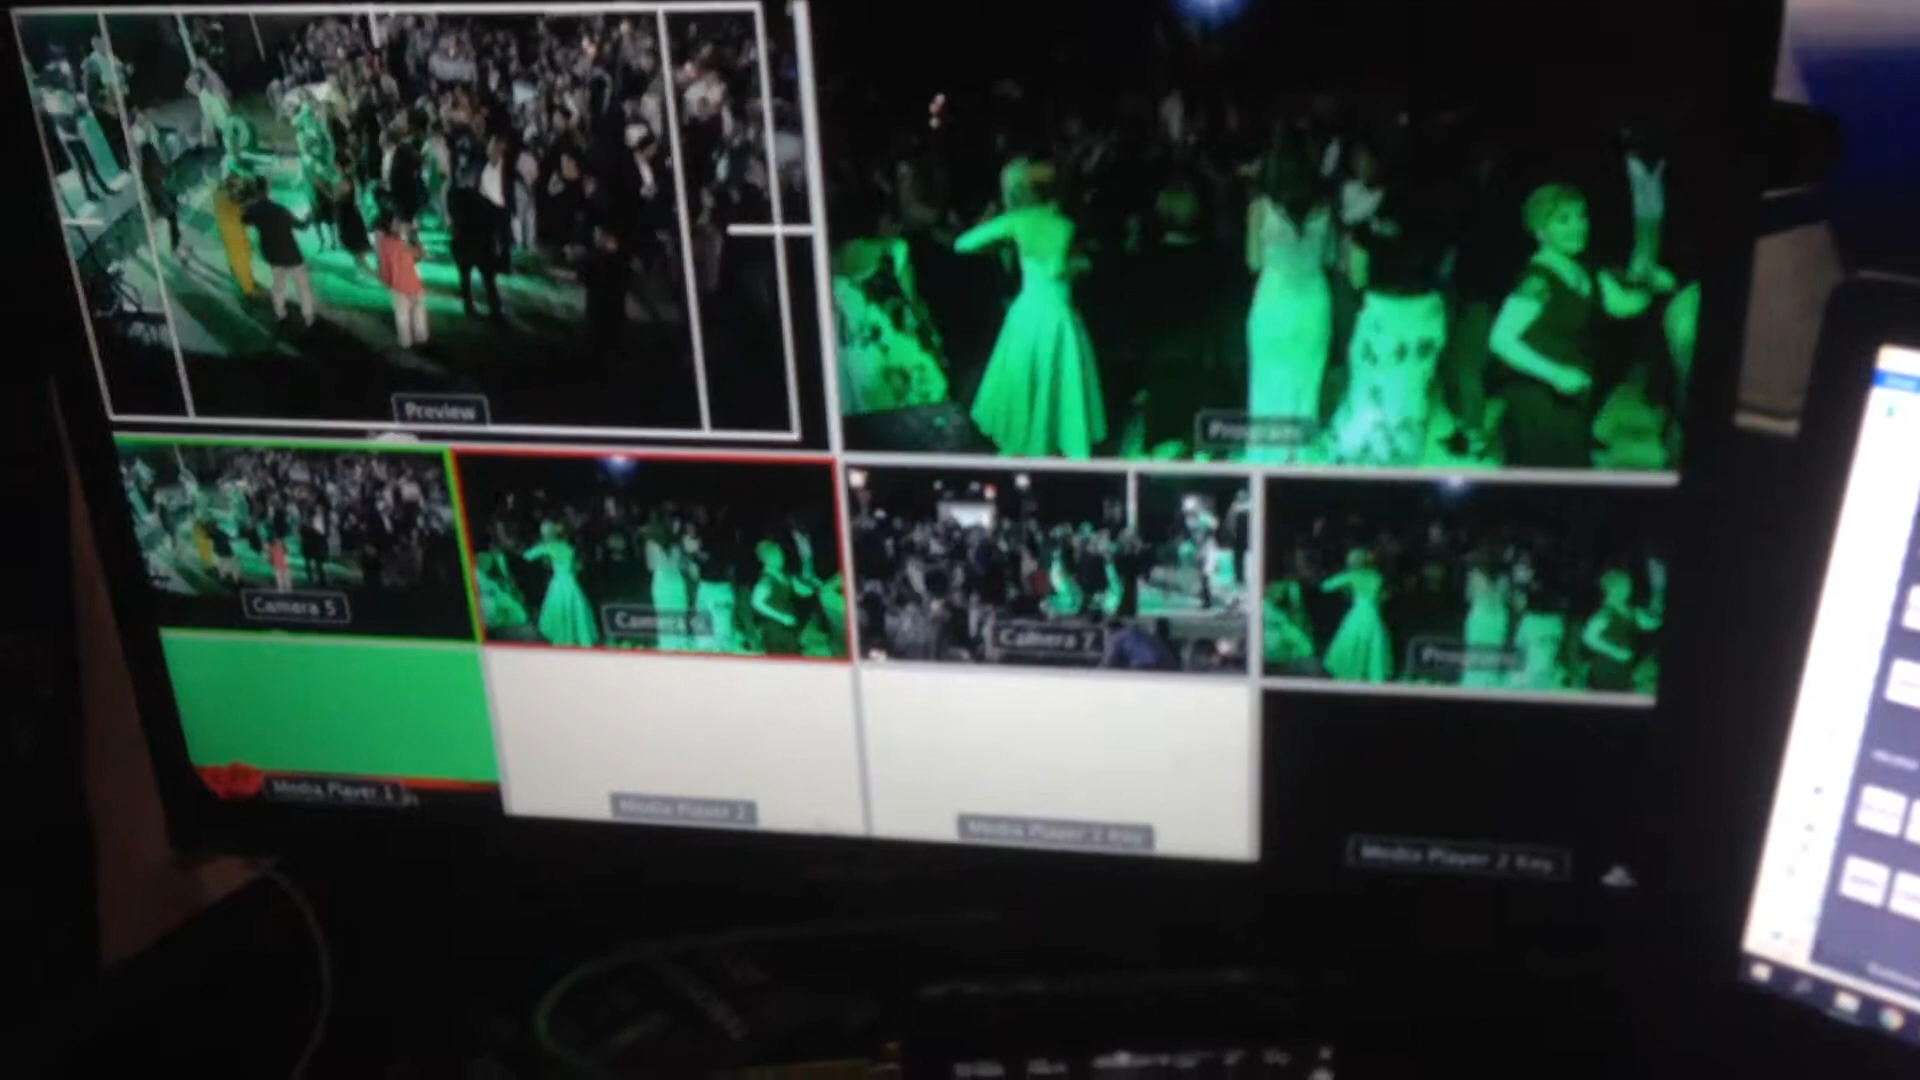 Preview
Program
Camera 5
Camera 6
Camera 7
Program
Media Player 1
Media Player 2
Media Player 1 Key
Media Player 2 Key